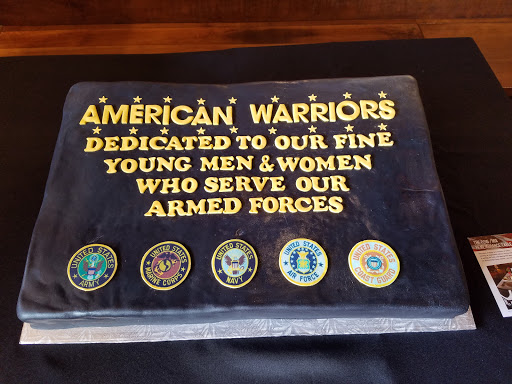 AMERICAN WARRIORS
DEDICATED TO OUR FINE
YOUNG MEN & WOMEN
WHO SERVE OUR
ARMED FORCES
UNITED STATES
ARMY
UNITED STATES
MARINE CORPS
UNITED STATES
NAVY
UNITED STATES
AIR FORCE
UNITED STATES
COAST GUARD